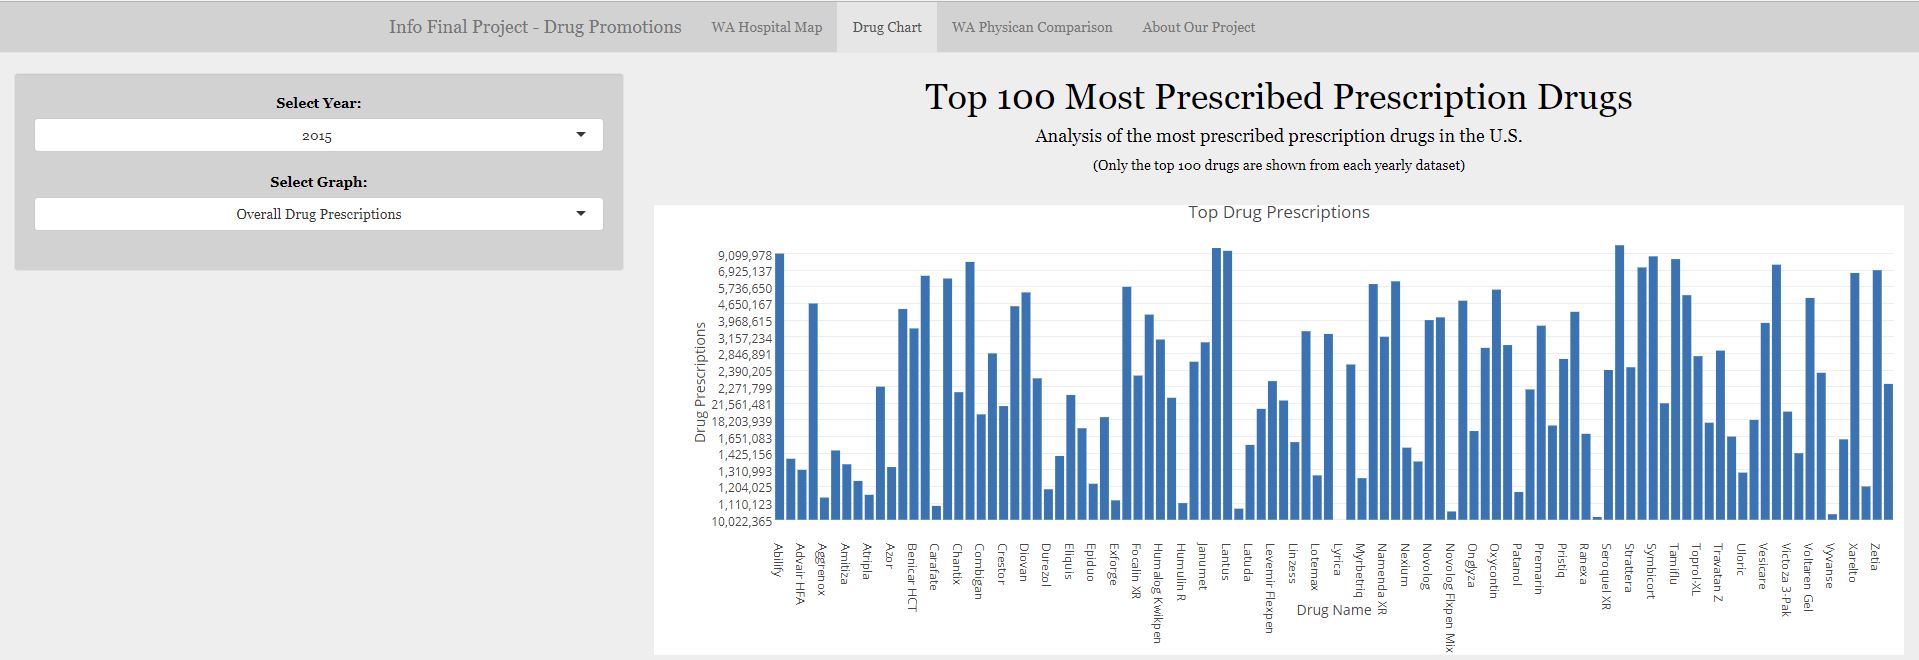 Info Final Project - Drug Promotions WA Hospital Map Drug Chart WA Physican Comparison About Our Project
Select Year:
2015
Select Graph:
Overall Drug Prescriptions
Top 100 Most Prescribed Prescription Drugs
Analysis of the most prescribed prescription drugs in the U.S.
(Only the top 100 drugs are shown from each yearly dataset)
Top Drug Prescriptions
Drug Prescriptions
9,099,978
6,925,137
5,736,650
4,650,167
3,968,615
3,157,234
2,846,891
2,390,205
2,271,799
21,561,481
18,203,939
1,651,083
1,425,156
1,310,993
1,204,025
1,110,123
10,022,365
Abilify
Advair HFA
Aggrenox
Amitiza
Atripla
Azor
Benicar HCT
Carafate
Chantix
Combigan
Crestor
Diovan
Durezol
Eliquis
Epiduo
Exforge
Focalin XR
Humalog Kwikpen
Humulin R
Janumet
Lantus
Latuda
Levemir Flexpen
Linzess
Lotemax
Lyrica
Myrbetriq
Namenda XR
Nexium
Novolog
Novolog Flxpen Mix
Onglyza
Oxycontin
Patanol
Premarin
Pristiq
Ranexa
Seroquel XR
Strattera
Symbicort
Tamiflu
Toprol-XL
Travatan Z
Uloric
Vesicare
Victoza 3-Pak
Voltaren Gel
Vyvanse
Xarelto
Zetia
Drug Name